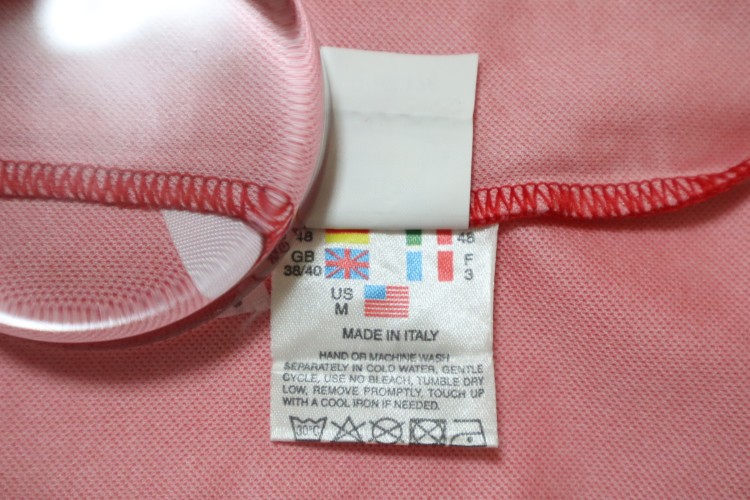 48 48
GB F
38/40 3
US
M
MADE IN ITALY
HAND OR MACHINE WASH
SEPARATELY IN COLD WATER, GENTLE
CYCLE, USE NO BLEACH, TUMBLE DRY
LOW, REMOVE PROMPTLY, TOUCH UP
WITH A COOL IRON IF NEEDED.
30°C